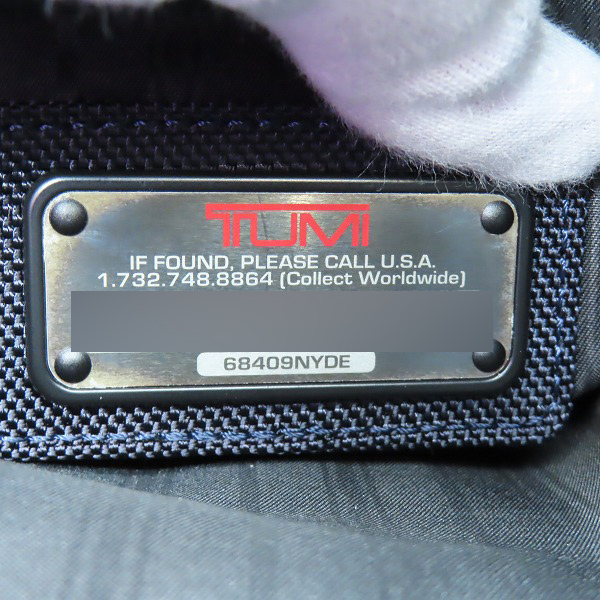 TUMI
IF FOUND, PLEASE CALL U.S.A.
1.732.748.8864 (Collect Worldwide)
68409NYDE